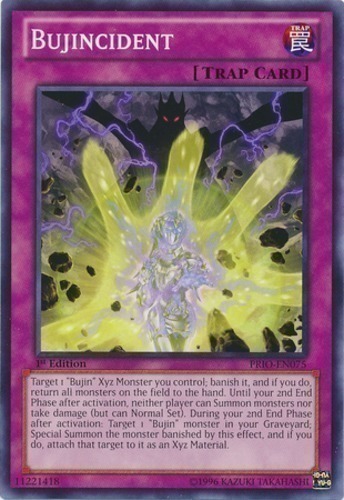 BUJINCIDENT
TRAP
罠
[TRAP CARD]
1st Edition
PRIO-EN075
Target 1 "Bujin" Xyz Monster you control; banish it, and if you do,
return all monsters on the field to the hand. Until your 2nd End
Phase after activation, neither player can Summon monsters nor
take damage (but can Normal Set). During your 2nd End Phase
after activation: Target 1 "Bujin" monster in your Graveyard;
Special Summon the monster banished by this effect, and if you
do, attach that target to it as an Xyz Material.
11221418
©1996 KAZUKI TAKAHASHI